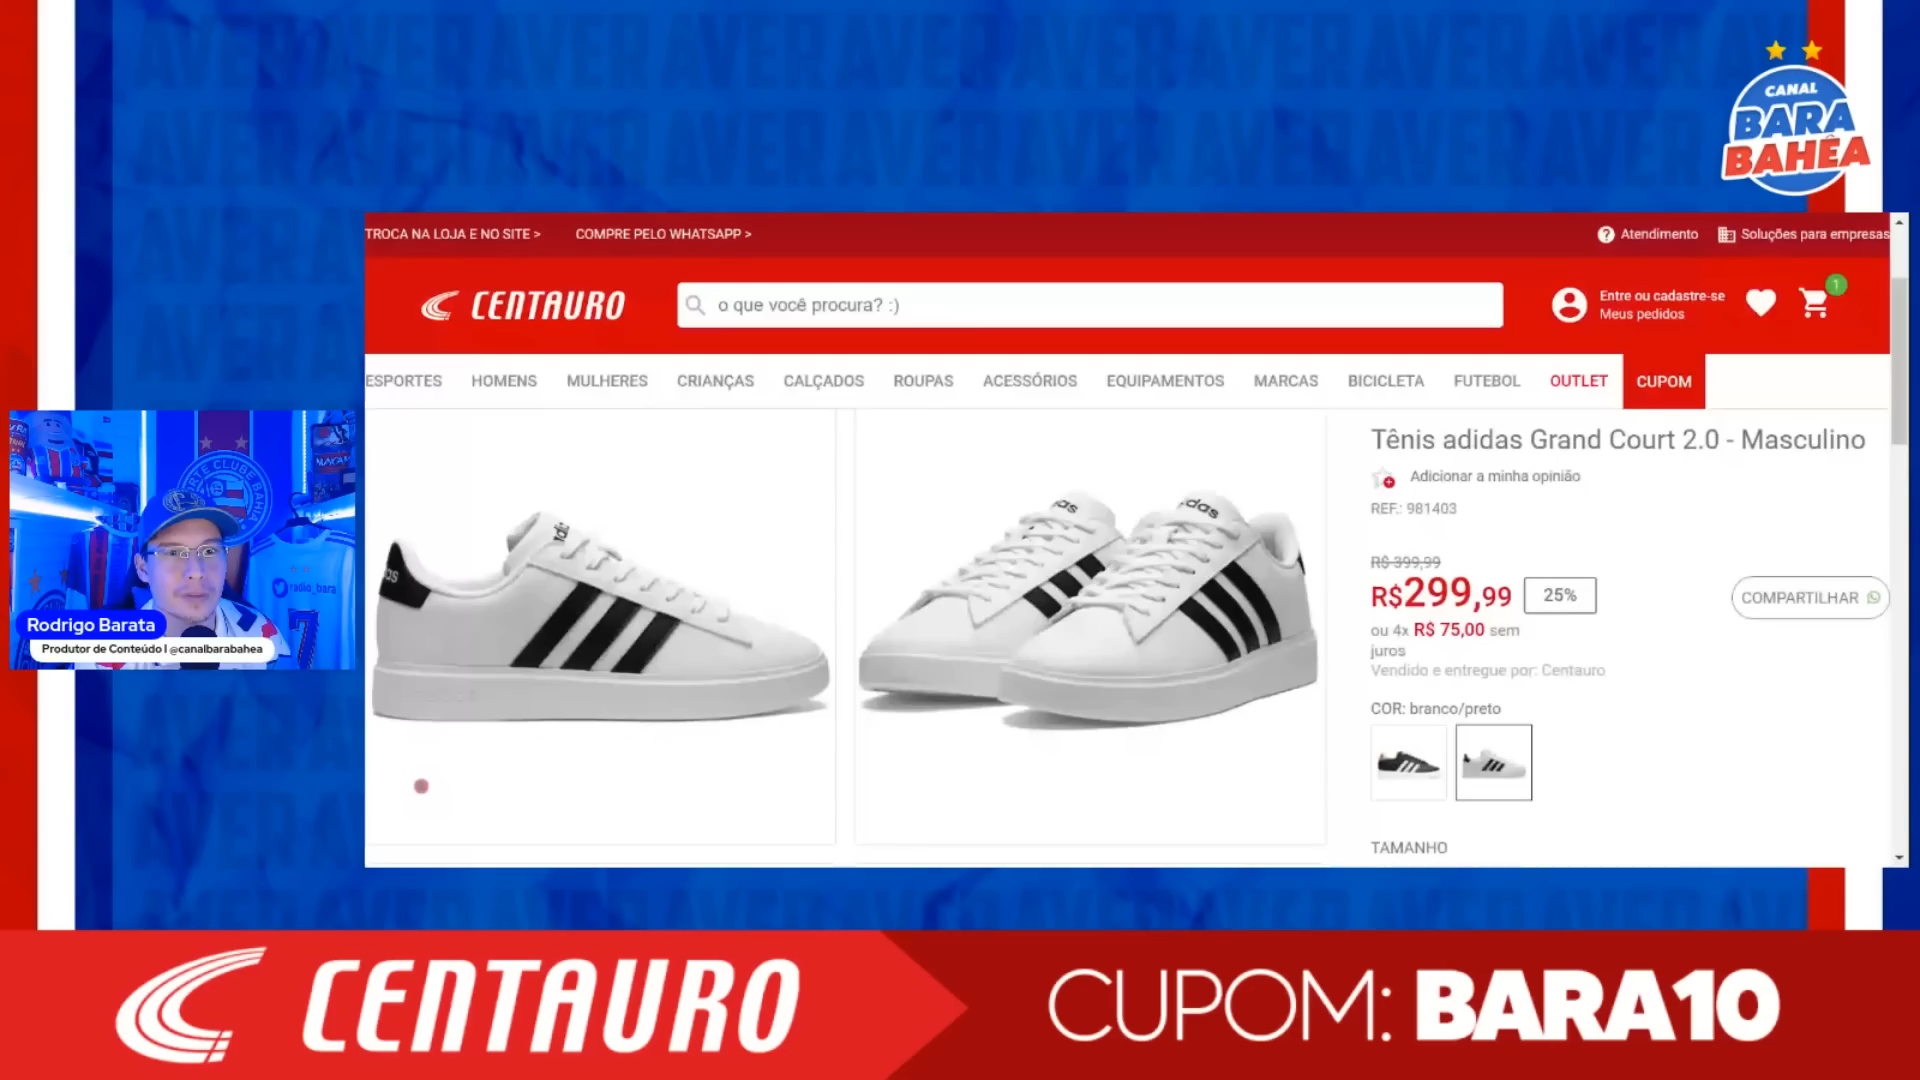 CANAL
BARA
BAHÊA
TROCA NA LOJA E NO SITE >
COMPRE PELO WHATSAPP >
Atendimento
Soluções para empresas
CENTAURO
o que você procura? :)
Entre ou cadastre-se
Meus pedidos
1
ESPORTES
HOMENS
MULHERES
CRIANÇAS
CALÇADOS
ROUPAS
ACESSÓRIOS
EQUIPAMENTOS
MARCAS
BICICLETA
FUTEBOL
OUTLET
CUPOM
Tênis adidas Grand Court 2.0 - Masculino
Adicionar a minha opinião
REF.: 981403
R$ 399,99
R$299,99
25%
COMPARTILHAR
ou 4x R$ 75,00 sem
juros
Vendido e entregue por: Centauro
COR: branco/preto
TAMANHO
radio_bara
7
Rodrigo Barata
Produtor de Conteúdo | @canalbarabahea
CENTAURO
CUPOM: BARA10